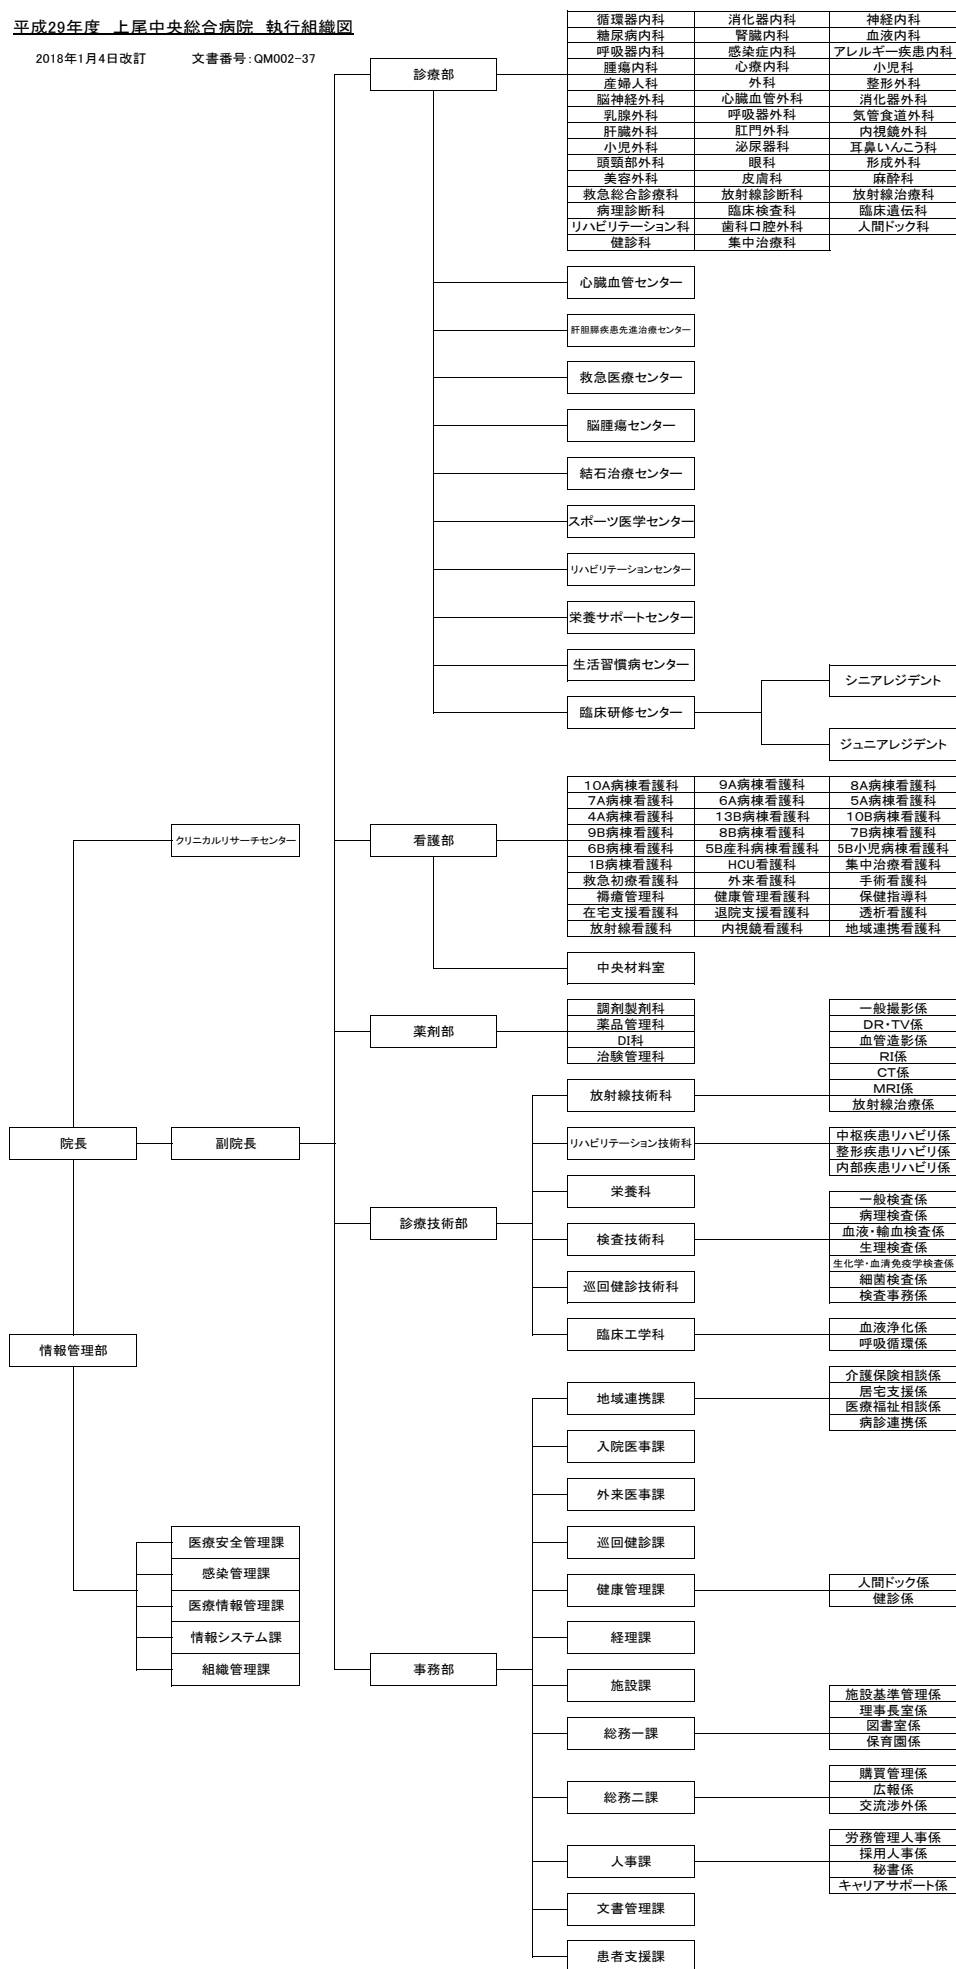 平成29年度 上尾中央総合病院 執行組織図
2018年1月4日改訂 文書番号：QM002-37
診療部
循環器内科 消化器内科 神経内科
糖尿病内科 腎臓内科 血液内科
呼吸器内科 感染症内科 アレルギー疾患内科
腫瘍内科 心療内科 小児科
産婦人科 外科 整形外科
脳神経外科 心臓血管外科 消化器外科
乳腺外科 呼吸器外科 気管食道外科
肝臓外科 肛門外科 内視鏡外科
小児外科 泌尿器科 耳鼻いんこう科
頭頸部外科 眼科 形成外科
美容外科 皮膚科 麻酔科
救急総合診療科 放射線診断科 放射線治療科
病理診断科 臨床検査科 臨床遺伝科
リハビリテーション科 歯科口腔外科 人間ドック科
健診科 集中治療科
心臓血管センター
肝胆膵疾患先進治療センター
救急医療センター
脳腫瘍センター
結石治療センター
スポーツ医学センター
リハビリテーションセンター
栄養サポートセンター
生活習慣病センター
臨床研修センター
シニアレジデント
ジュニアレジデント
クリニカルリサーチセンター
看護部
10A病棟看護科 9A病棟看護科 8A病棟看護科
7A病棟看護科 6A病棟看護科 5A病棟看護科
4A病棟看護科 13B病棟看護科 10B病棟看護科
9B病棟看護科 8B病棟看護科 7B病棟看護科
6B病棟看護科 5B産科病棟看護科 5B小児病棟看護科
1B病棟看護科 HCU看護科 集中治療看護科
救急初療看護科 外来看護科 手術看護科
褥瘡管理科 健康管理看護科 保健指導科
在宅支援看護科 退院支援看護科 透析看護科
放射線看護科 内視鏡看護科 地域連携看護科
中央材料室
薬剤部
調剤製剤科
薬品管理科
DI科
治験管理科
院長
副院長
診療技術部
放射線技術科
一般撮影係
DR・TV係
血管造影係
RI係
CT係
MRI係
放射線治療係
リハビリテーション技術科
中枢疾患リハビリ係
整形疾患リハビリ係
内部疾患リハビリ係
栄養科
検査技術科
一般検査係
病理検査係
血液・輸血検査係
生理検査係
生化学・血清免疫学検査係
細菌検査係
検査事務係
巡回健診技術科
臨床工学科
血液浄化係
呼吸循環係
情報管理部
医療安全管理課
感染管理課
医療情報管理課
情報システム課
組織管理課
事務部
地域連携課
介護保険相談係
居宅支援係
医療福祉相談係
病診連携係
入院医事課
外来医事課
巡回健診課
健康管理課
人間ドック係
健診係
経理課
施設課
総務一課
施設基準管理係
理事長室係
図書室係
保育園係
総務二課
購買管理係
広報係
交流渉外係
人事課
労務管理人事係
採用人事係
秘書係
キャリアサポート係
文書管理課
患者支援課